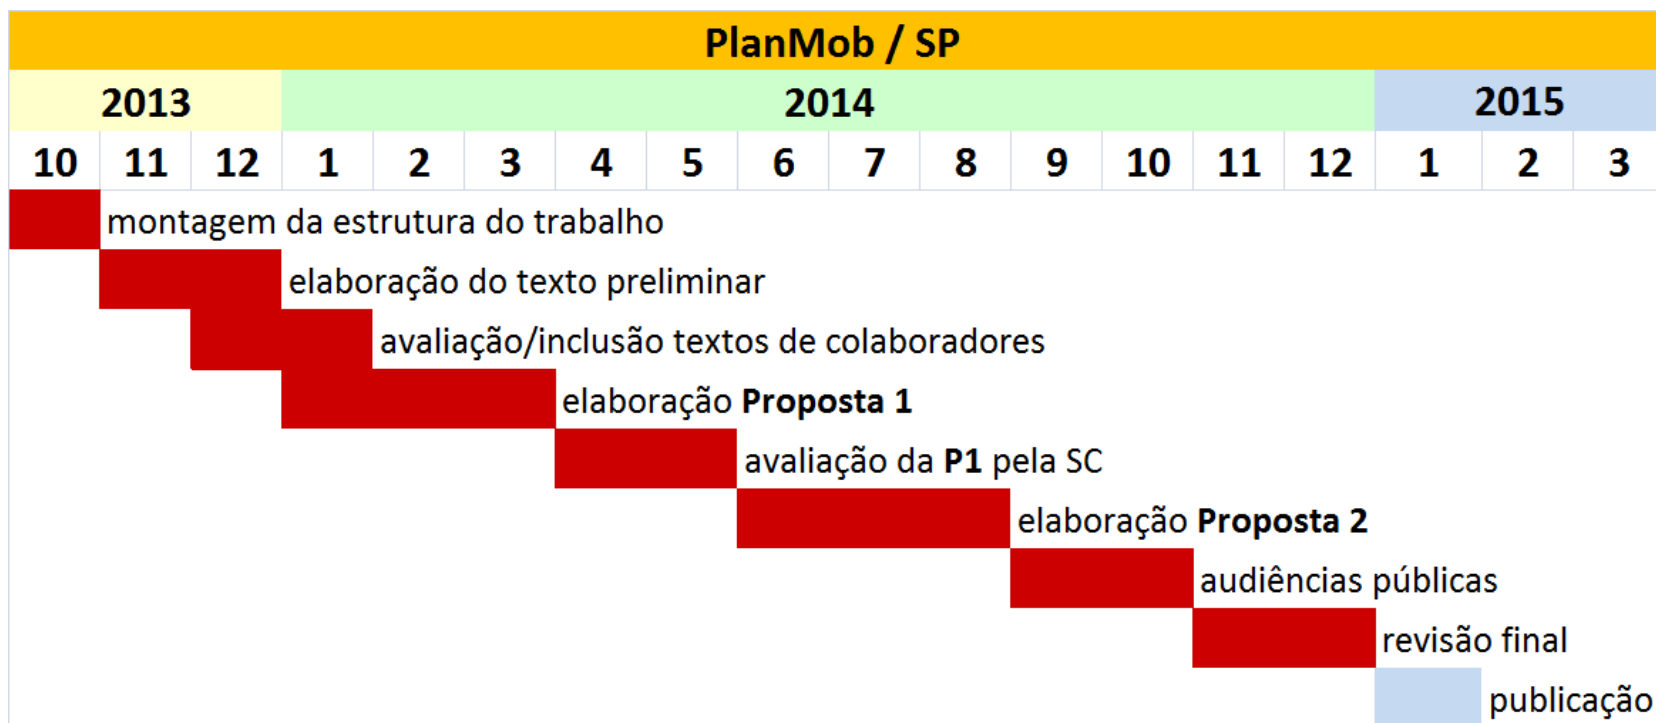 PlanMob / SP
2013 2014 2015
10 11 12 1 2 3 4 5 6 7 8 9 10 11 12 1 2 3
montagem da estrutura do trabalho
elaboração do texto preliminar
avaliação/inclusão textos de colaboradores
elaboração Proposta 1
avaliação da P1 pela SC
elaboração Proposta 2
audiências públicas
revisão final
publicação